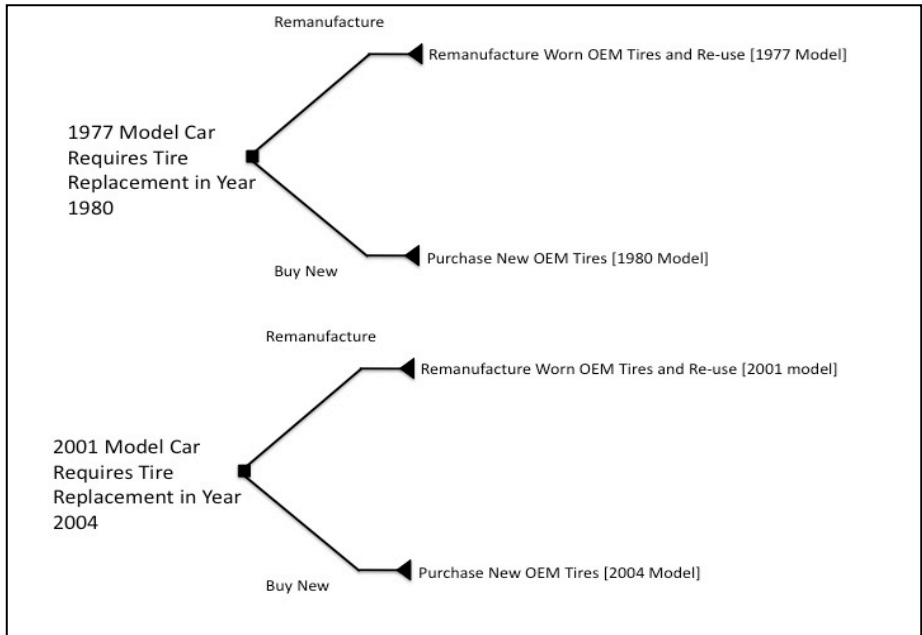 Remanufacture
Remanufacture Worn OEM Tires and Re-use [1977 Model]
1977 Model Car
Requires Tire
Replacement in Year
1980
Purchase New OEM Tires [1980 Model]
Buy New
Remanufacture
Remanufacture Worn OEM Tires and Re-use [2001 model]
2001 Model Car
Requires Tire
Replacement in Year
2004
Purchase New OEM Tires [2004 Model]
Buy New